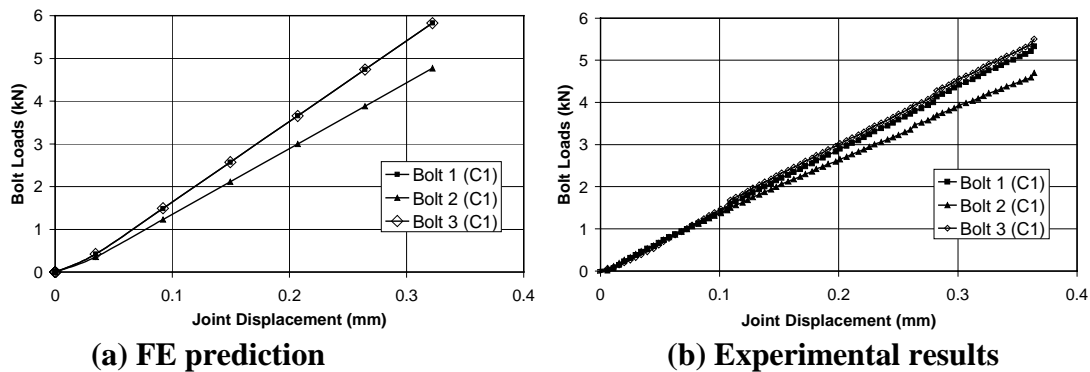 6
5
4
3
2
1
0
Bolt Loads (kN)
Bolt 1 (C1)
Bolt 2 (C1)
Bolt 3 (C1)
0 0.1 0.2 0.3 0.4
Joint Displacement (mm)
(a) FE prediction
6
5
4
3
2
1
0
Bolt Loads (kN)
Bolt 1 (C1)
Bolt 2 (C1)
Bolt 3 (C1)
0 0.1 0.2 0.3 0.4
Joint Displacement (mm)
(b) Experimental results